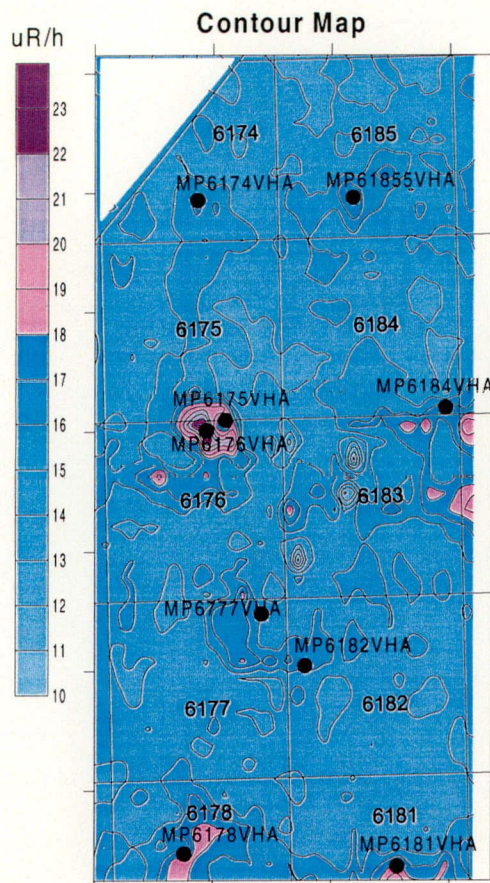 Contour Map
uR/h
23
22
21
20
19
18
17
16
15
14
13
12
11
10
6174
6185
MP6174VHA
MP61855VHA
6175
6184
MP6175VHA
MP6184VHA
MP6176VHA
6176
6183
MP6777VHA
MP6182VHA
6177
6182
6178
6181
MP6178VHA
MP6181VHA